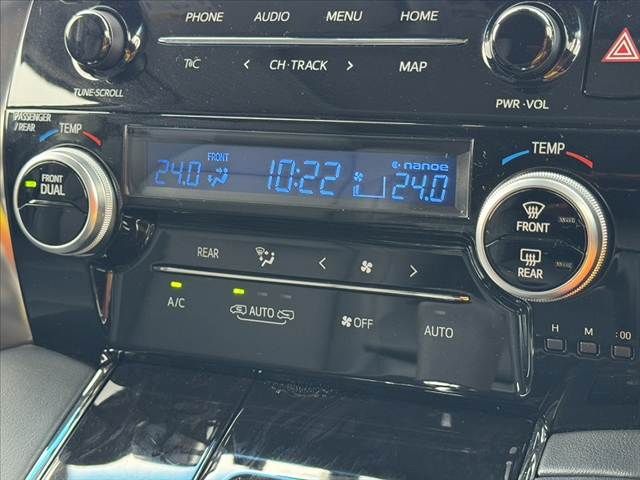 PHONE AUDIO MENU HOME
T C < CH·TRACK > MAP
TUNE·SCROLL
PWR·VOL
PASSENGER
/REAR
TEMP
FRONT
DUAL
FRONT
24.0 10:22 nanoe 24.0
TEMP
FRONT
REAR
REAR < >
A/C AUTO OFF AUTO
H M :00